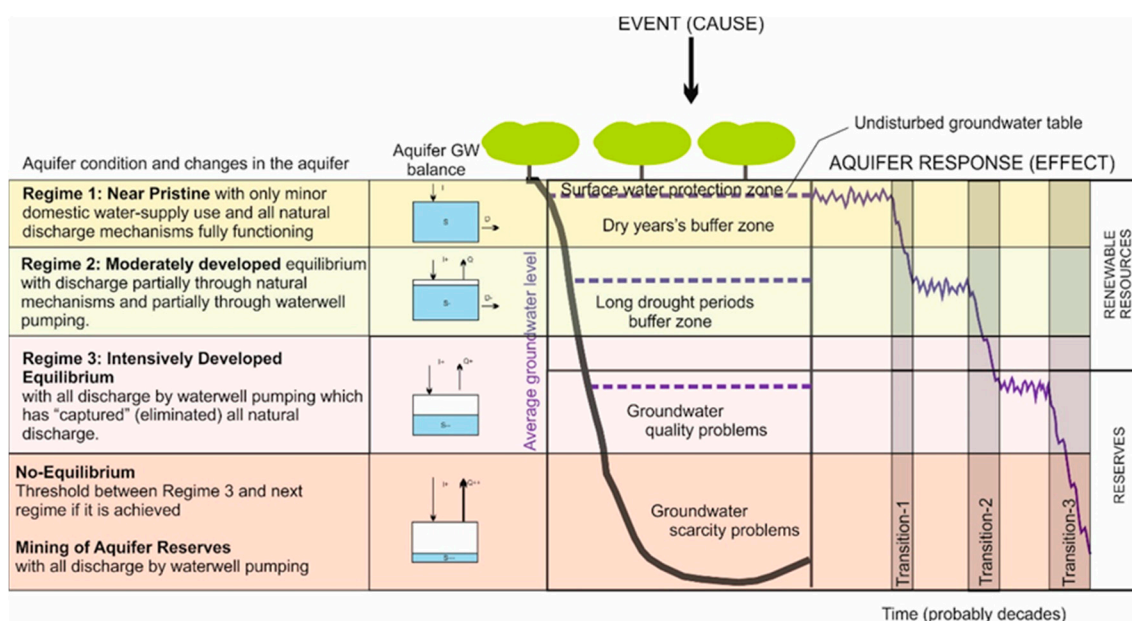 EVENT (CAUSE)
Undisturbed groundwater table
Aquifer condition and changes in the aquifer
Aquifer GW
balance
AQUIFER RESPONSE (EFFECT)
Regime 1: Near Pristine with only minor
domestic water-supply use and all natural
discharge mechanisms fully functioning
I
S
D
Surface water protection zone
Dry years's buffer zone
Regime 2: Moderately developed equilibrium
with discharge partially through natural
mechanisms and partially through waterwell
pumping.
I+
Q
S-
D-
Average groundwater level
Long drought periods
buffer zone
RENEWABLE
RESOURCES
Regime 3: Intensively Developed
Equilibrium
with all discharge by waterwell pumping which
has “captured” (eliminated) all natural
discharge.
I+
Q+
S--
Groundwater
quality problems
RESERVES
No-Equilibrium
Threshold between Regime 3 and next
regime if it is achieved
Mining of Aquifer Reserves
with all discharge by waterwell pumping
I+
Q++
S---
Groundwater
scarcity problems
Transition-1
Transition-2
Transition-3
Time (probably decades)